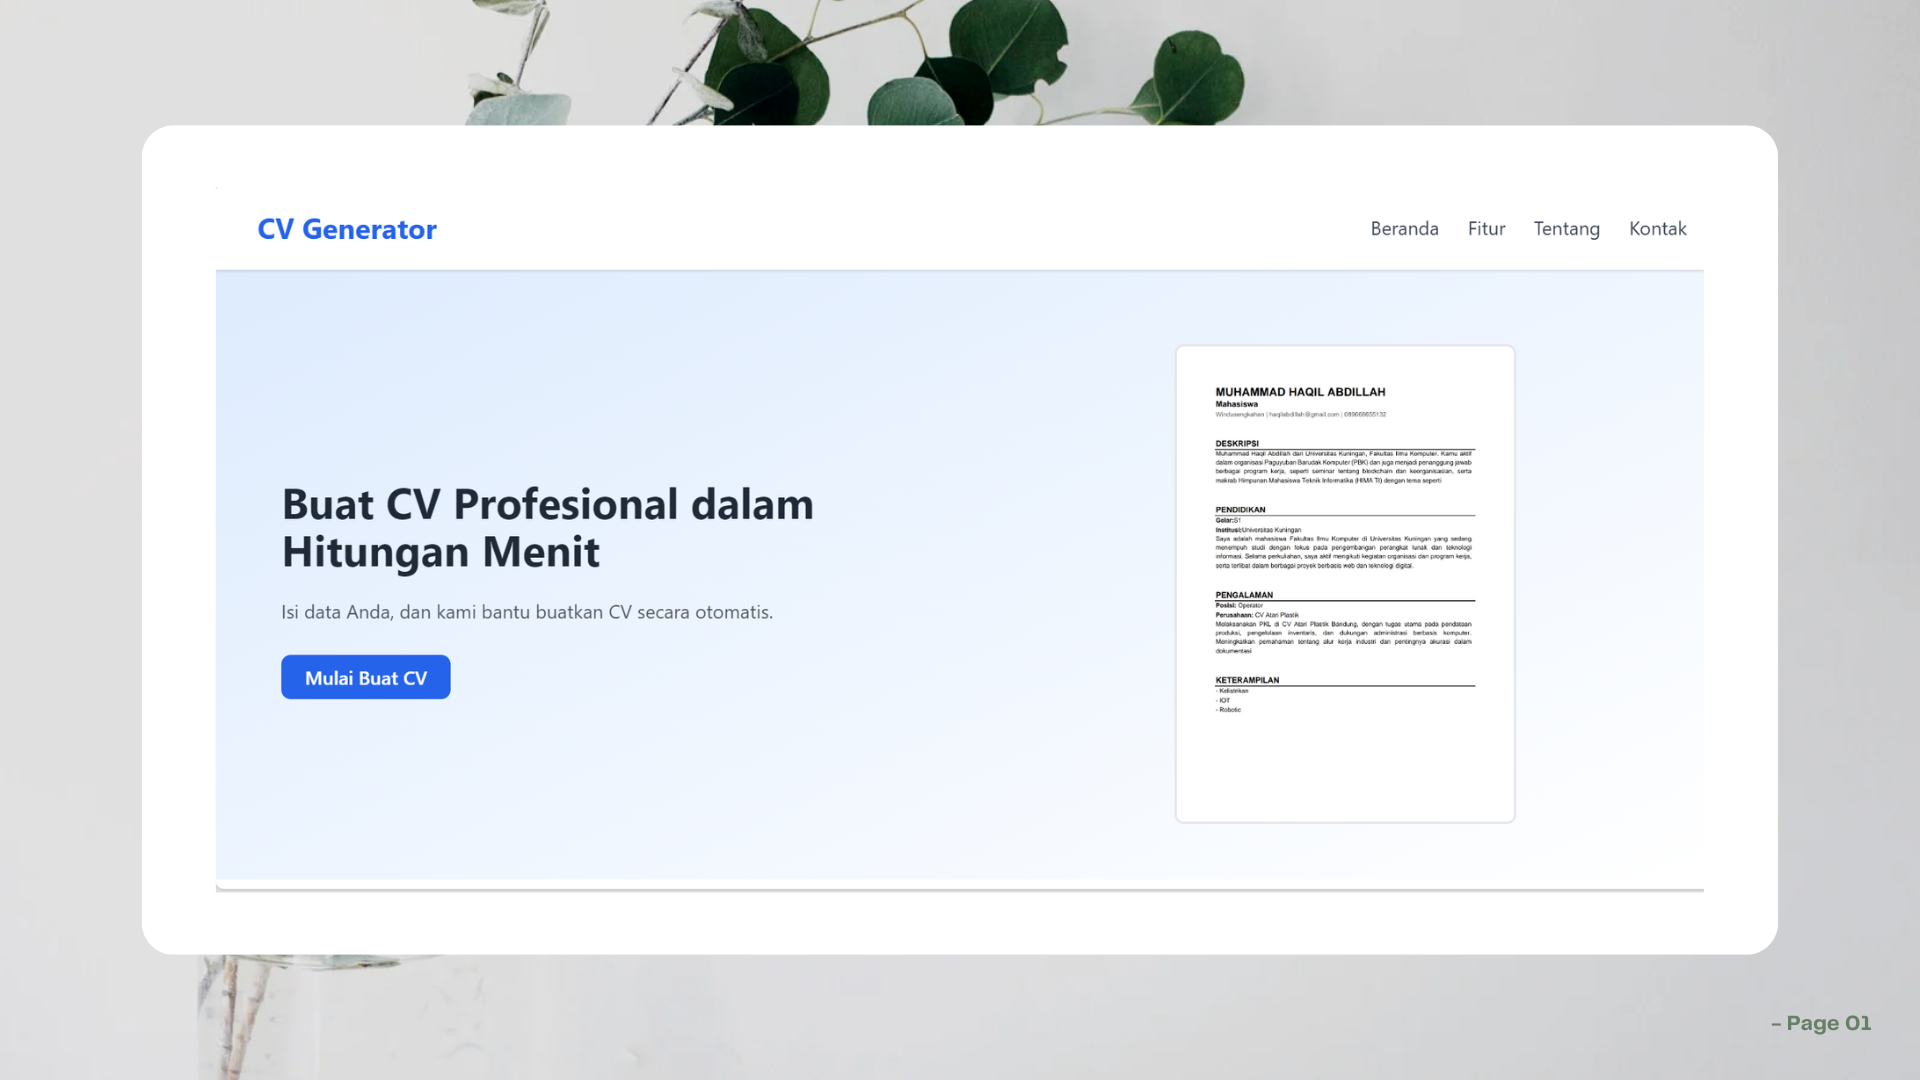 CV Generator
Beranda Fitur Tentang Kontak
Buat CV Profesional dalam
Hitungan Menit
Isi data Anda, dan kami bantu buatkan CV secara otomatis.
Mulai Buat CV
MUHAMMAD HAQIL ABDILLAH
Mahasiswa
Windusengkahan | haqilabdillah@gmail.com |
DESKRIPSI
Muhammad Haqil Abdillah dari Universitas Kuningan, Fakultas Ilmu Komputer. Kamu aktif
dalam organisasi Paguyuban Barudak Komputer (PBK) dan juga menjadi penanggung jawab
berbagai program kerja, seperti seminar tentang blockchain dan keorganisasian, serta
makrab Himpunan Mahasiswa Teknik Informatika (HIMA TI) dengan tema seperti
PENDIDIKAN
Gelar:S1
Institusi:Universitas Kuningan
Saya adalah mahasiswa Fakultas Ilmu Komputer di Universitas Kuningan yang sedang
menempuh studi dengan fokus pada pengembangan perangkat lunak dan teknologi
informasi. Selama perkuliahan, saya aktif mengikuti kegiatan organisasi dan program kerja,
serta terlibat dalam berbagai proyek berbasis web dan teknologi digital.
PENGALAMAN
Posisi: Operator
Perusahaan: CV Atari Plastik
Melaksanakan PKL di CV Atari Plastik Bandung, dengan tugas utama pada pendataan
produksi, pengelolaan inventaris, dan dukungan administrasi berbasis komputer.
Meningkatkan pemahaman tentang alur kerja industri dan pentingnya akurasi dalam
dokumentasi
KETERAMPILAN
- Kelistrikan
- IOT
- Robotic
– Page 01